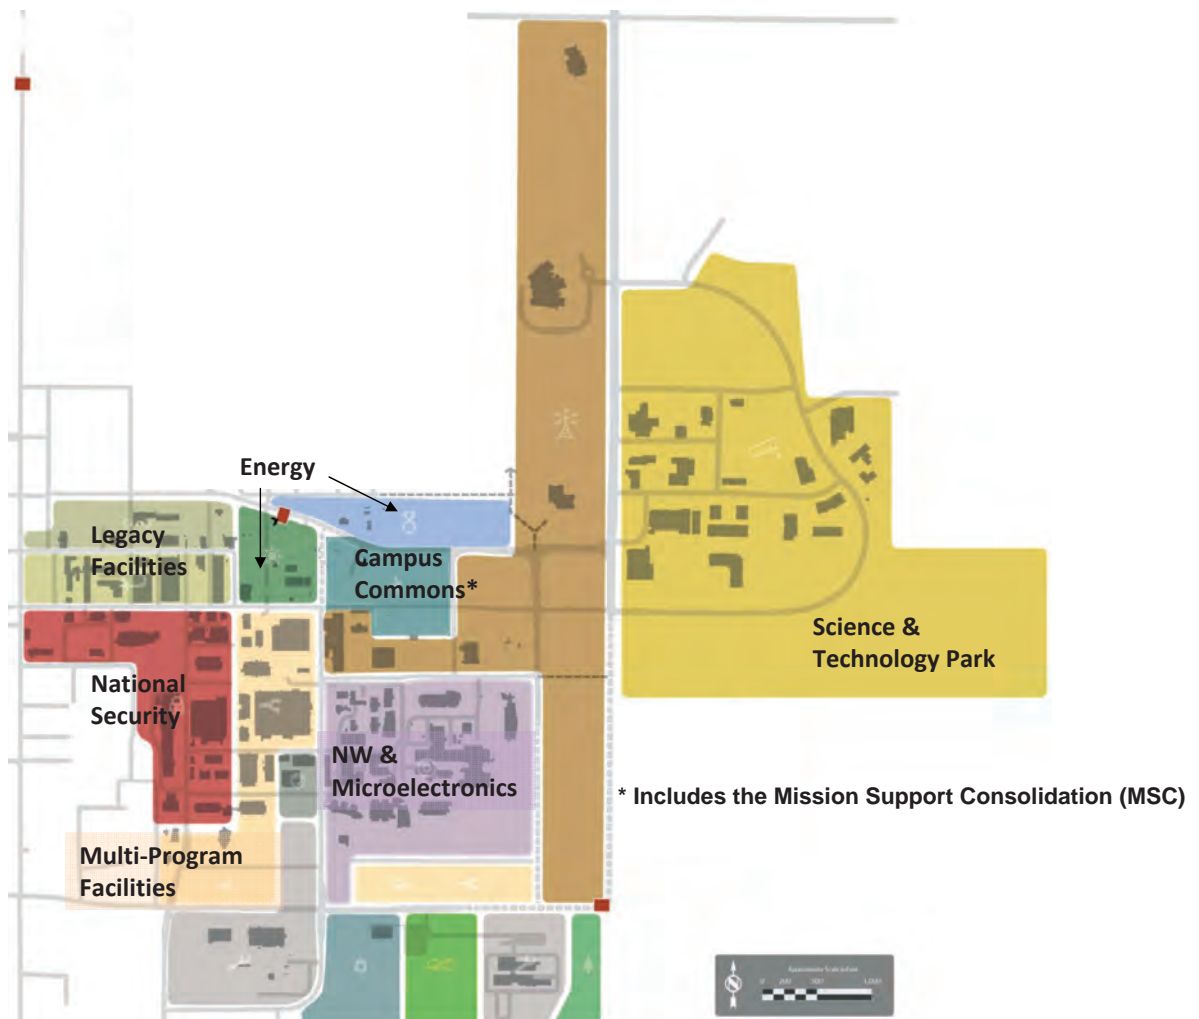 Energy
Legacy
Facilities
Campus
Commons*
Science &
Technology Park
National
Security
NW &
Microelectronics
* Includes the Mission Support Consolidation (MSC)
Multi-Program
Facilities